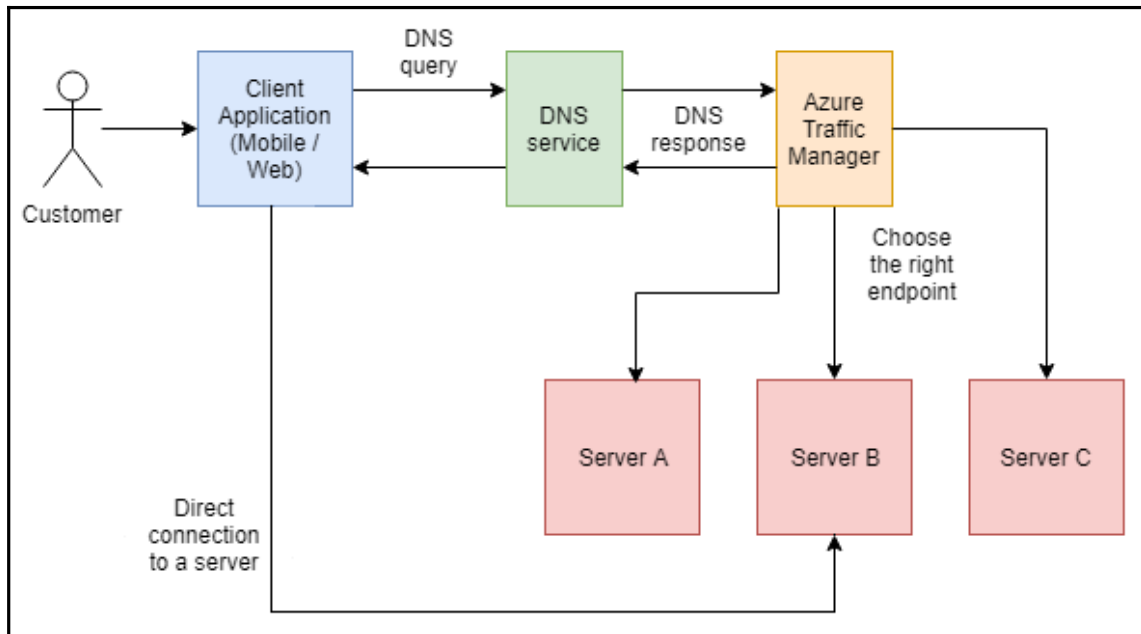 DNS
query
Client
Application
(Mobile /
Web)
DNS
service
DNS
response
Azure
Traffic
Manager
Customer
Choose
the right
endpoint
Server A
Server B
Server C
Direct
connection
to a server